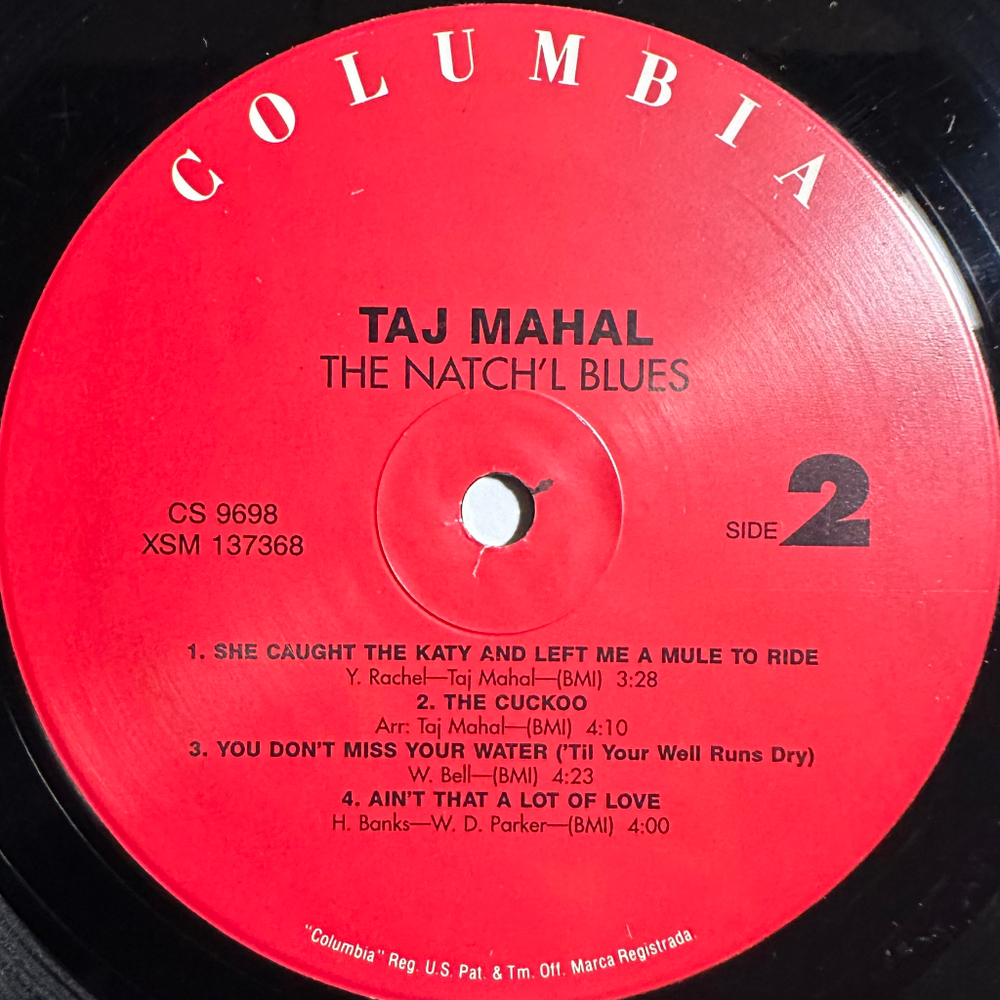 COLUMBIA
TAJ MAHAL
THE NATCH'L BLUES
CS 9698
XSM 137368
SIDE 2
1. SHE CAUGHT THE KATY AND LEFT ME A MULE TO RIDE
Y. Rachel—Taj Mahal—(BMI) 3:28
2. THE CUCKOO
Arr: Taj Mahal—(BMI) 4:10
3. YOU DON'T MISS YOUR WATER ('Til Your Well Runs Dry)
W. Bell—(BMI) 4:23
4. AIN'T THAT A LOT OF LOVE
H. Banks—W. D. Parker—(BMI) 4:00
"Columbia" Reg. U.S. Pat. & Tm. Off. Marca Registrada.